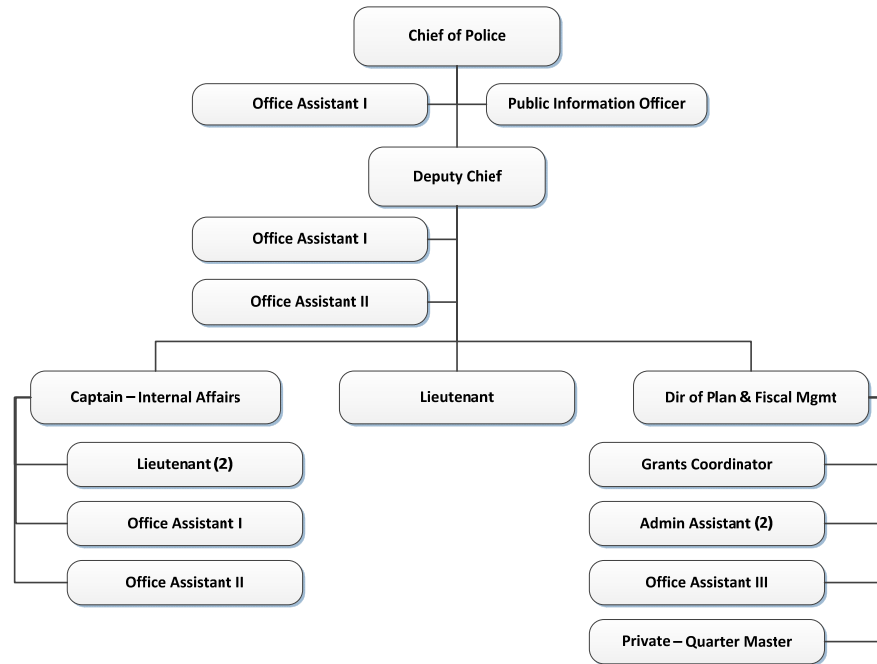 Chief of Police
Office Assistant I
Public Information Officer
Deputy Chief
Office Assistant I
Office Assistant II
Captain – Internal Affairs
Lieutenant
Dir of Plan & Fiscal Mgmt
Lieutenant (2)
Grants Coordinator
Office Assistant I
Admin Assistant (2)
Office Assistant II
Office Assistant III
Private – Quarter Master